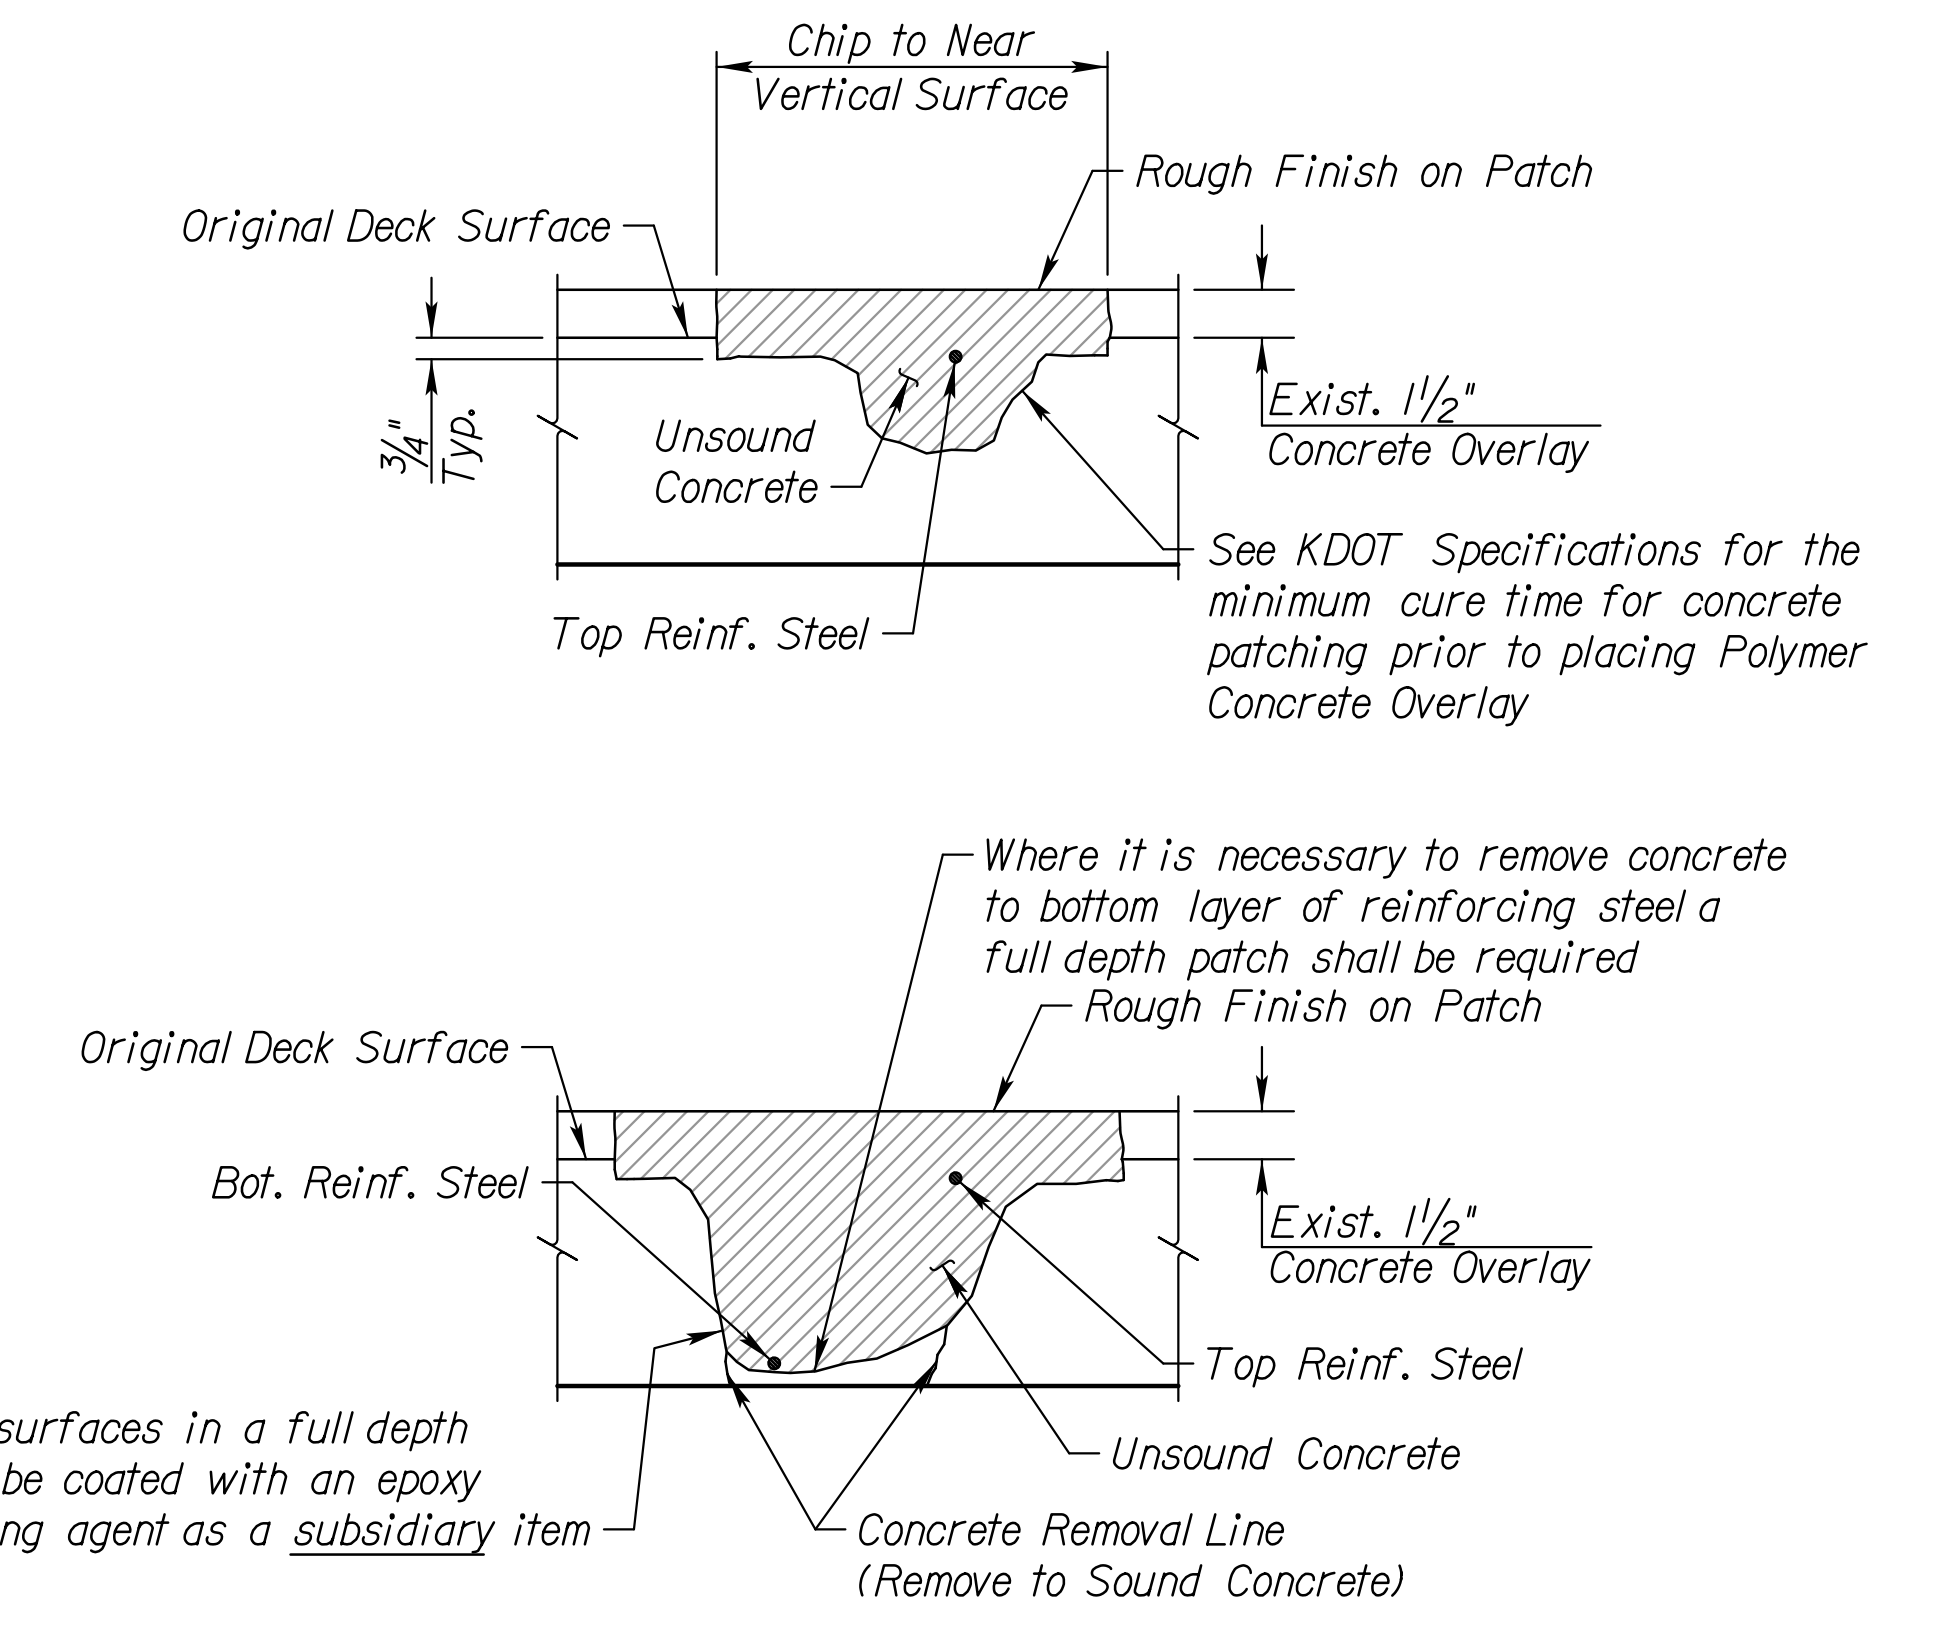 Chip to Near
Vertical Surface
Rough Finish on Patch
Original Deck Surface
3/4"
Typ.
Unsound
Concrete
Exist. 1 1/2"
Concrete Overlay
See KDOT Specifications for the
minimum cure time for concrete
patching prior to placing Polymer
Concrete Overlay
Top Reinf. Steel
Where it is necessary to remove concrete
to bottom layer of reinforcing steel a
full depth patch shall be required
Rough Finish on Patch
Original Deck Surface
Bot. Reinf. Steel
Exist. 1 1/2"
Concrete Overlay
Top Reinf. Steel
surfaces in a full depth
be coated with an epoxy
ng agent as a subsidiary item
Unsound Concrete
Concrete Removal Line
(Remove to Sound Concrete)